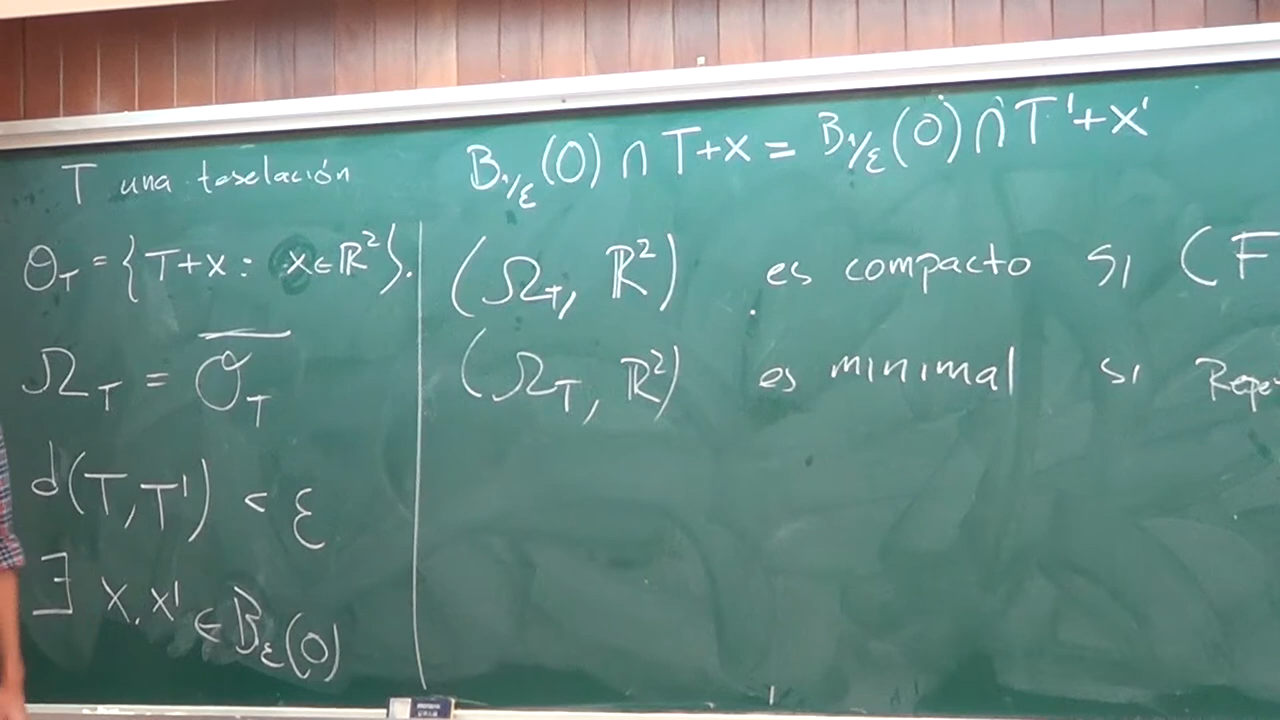 T una teselación
O_T = { T+x : x∈ℝ² }.
Ω_T = \overline{O_T}
d(T,T') < ε
∃ x, x' ∈ B_ε(0)
B_{1/ε}(0) ∩ T+x = B_{1/ε}(0) ∩ T'+x'
(Ω_T, ℝ²) es compacto si (F
(Ω_T, ℝ²) es minimal si Repe